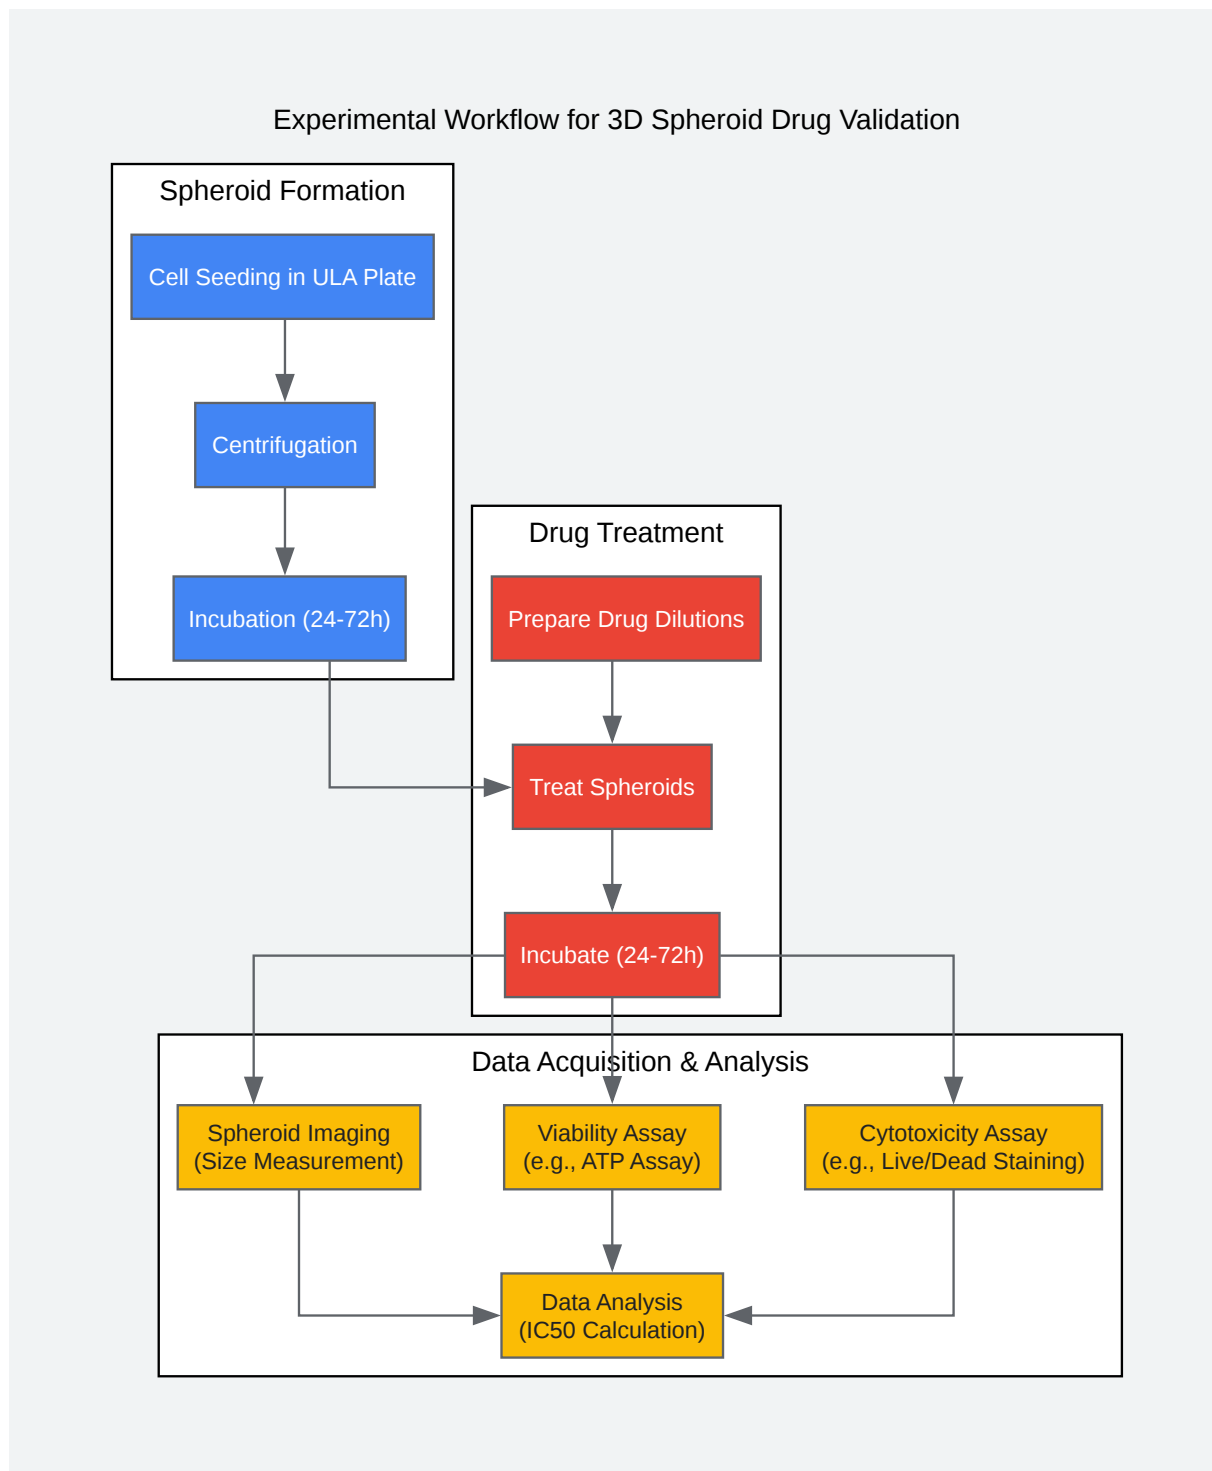 Experimental Workflow for 3D Spheroid Drug Validation
Spheroid Formation
Cell Seeding in ULA Plate
Centrifugation
Incubation (24-72h)
Drug Treatment
Prepare Drug Dilutions
Treat Spheroids
Incubate (24-72h)
Data Acquisition & Analysis
Spheroid Imaging
(Size Measurement)
Viability Assay
(e.g., ATP Assay)
Cytotoxicity Assay
(e.g., Live/Dead Staining)
Data Analysis
(IC50 Calculation)